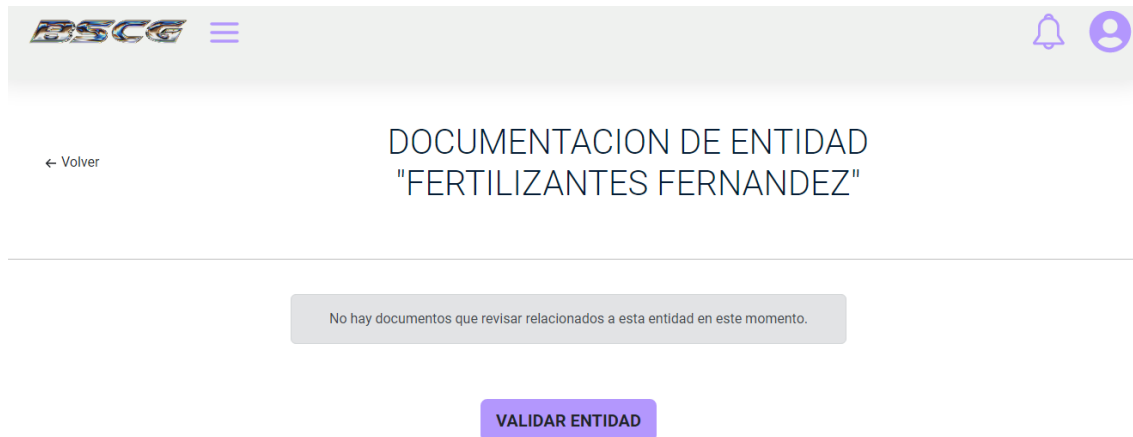 BSCG
← Volver
DOCUMENTACION DE ENTIDAD
"FERTILIZANTES FERNANDEZ"
No hay documentos que revisar relacionados a esta entidad en este momento.
VALIDAR ENTIDAD